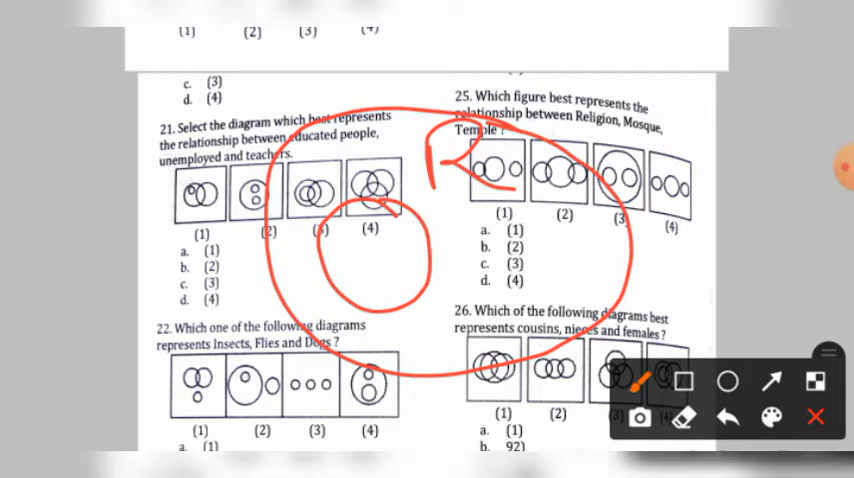 (1) (2) (3) (4)
c. (3)
d. (4)
21. Select the diagram which best represents
the relationship between educated people,
unemployed and teachers.
(1) (2) (3) (4)
a. (1)
b. (2)
c. (3)
d. (4)
22. Which one of the following diagrams
represents Insects, Flies and Dogs ?
(1) (2) (3) (4)
a. (1)
25. Which figure best represents the
relationship between Religion, Mosque,
Temple ?
R
(1) (2) (3) (4)
a. (1)
b. (2)
c. (3)
d. (4)
26. Which of the following diagrams best
represents cousins, nieces and females ?
(1) (2) (3) (4)
a. (1)
b. 92)